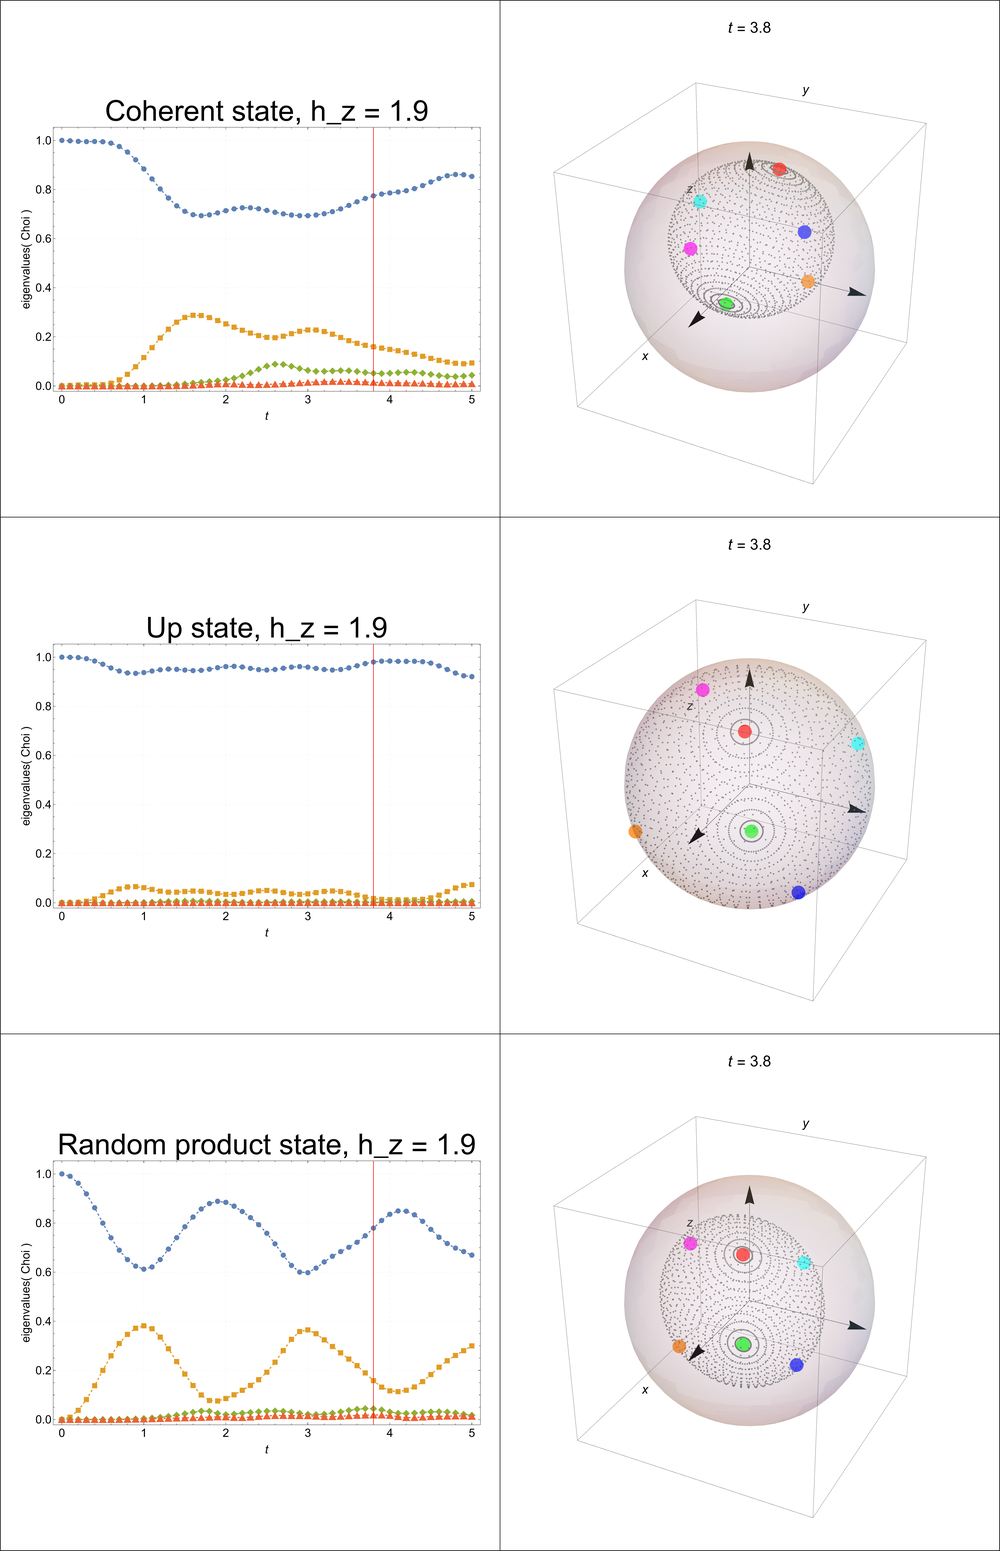 Coherent state, h_z = 1.9
eigenvalues( Choi )
1.0
0.8
0.6
0.4
0.2
0.0
0 1 2 3 4 5
t
t = 3.8
y
z
x
Up state, h_z = 1.9
eigenvalues( Choi )
1.0
0.8
0.6
0.4
0.2
0.0
0 1 2 3 4 5
t
t = 3.8
y
z
x
Random product state, h_z = 1.9
eigenvalues( Choi )
1.0
0.8
0.6
0.4
0.2
0.0
0 1 2 3 4 5
t
t = 3.8
y
z
x